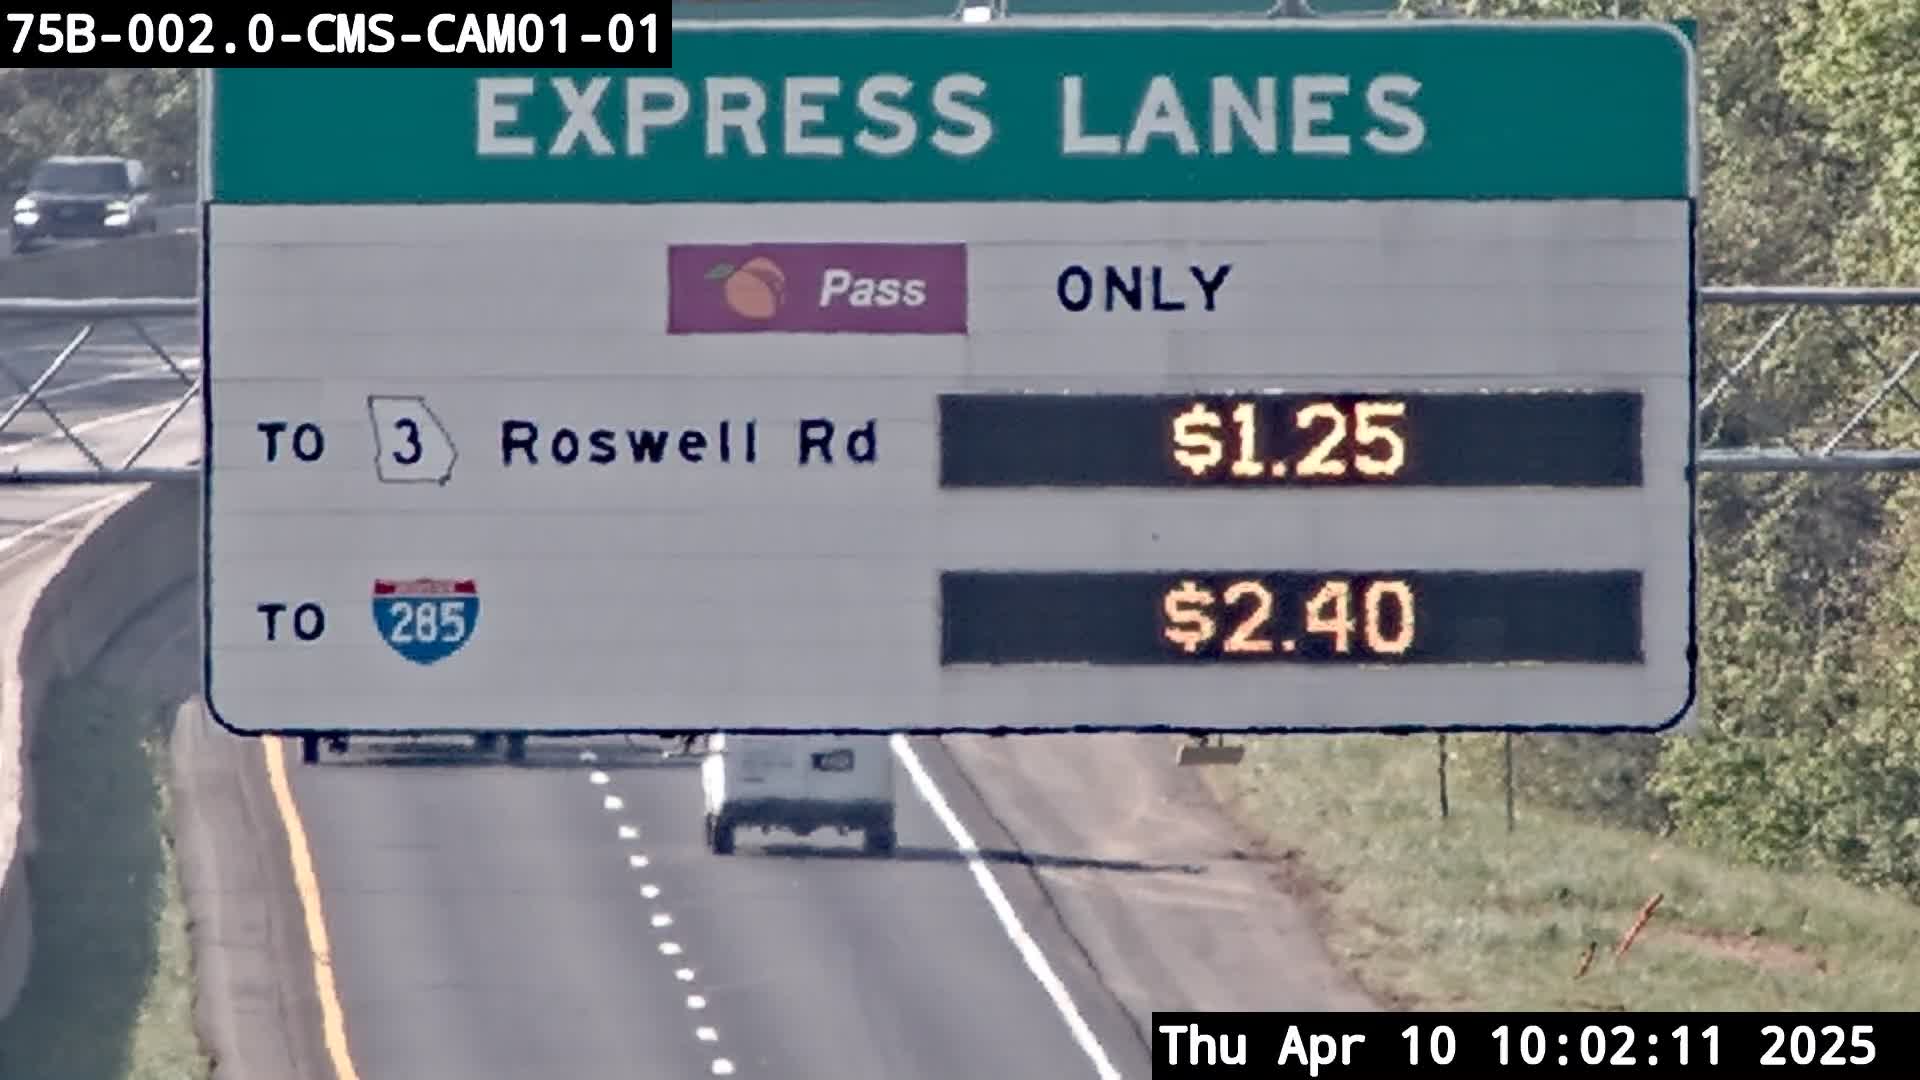 75B-002.0-CMS-CAM01-01
EXPRESS LANES
Pass ONLY
TO 3 Roswell Rd $1.25
TO 285 $2.40
Thu Apr 10 10:02:11 2025